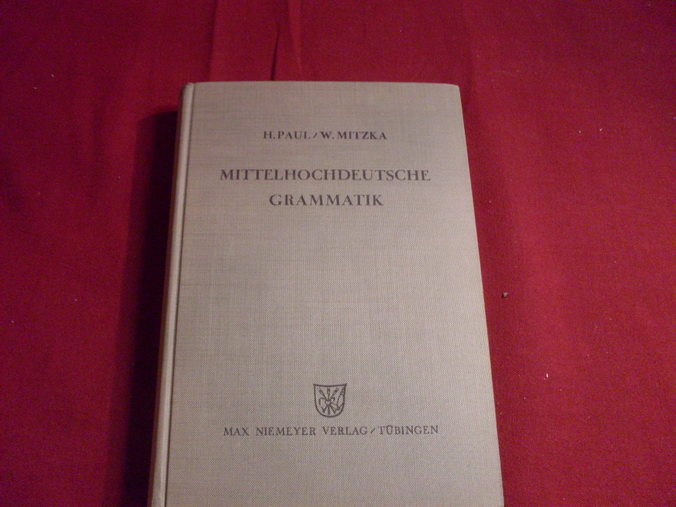 H. PAUL / W. MITZKA
MITTELHOCHDEUTSCHE
GRAMMATIK
MAX NIEMEYER VERLAG / TÜBINGEN